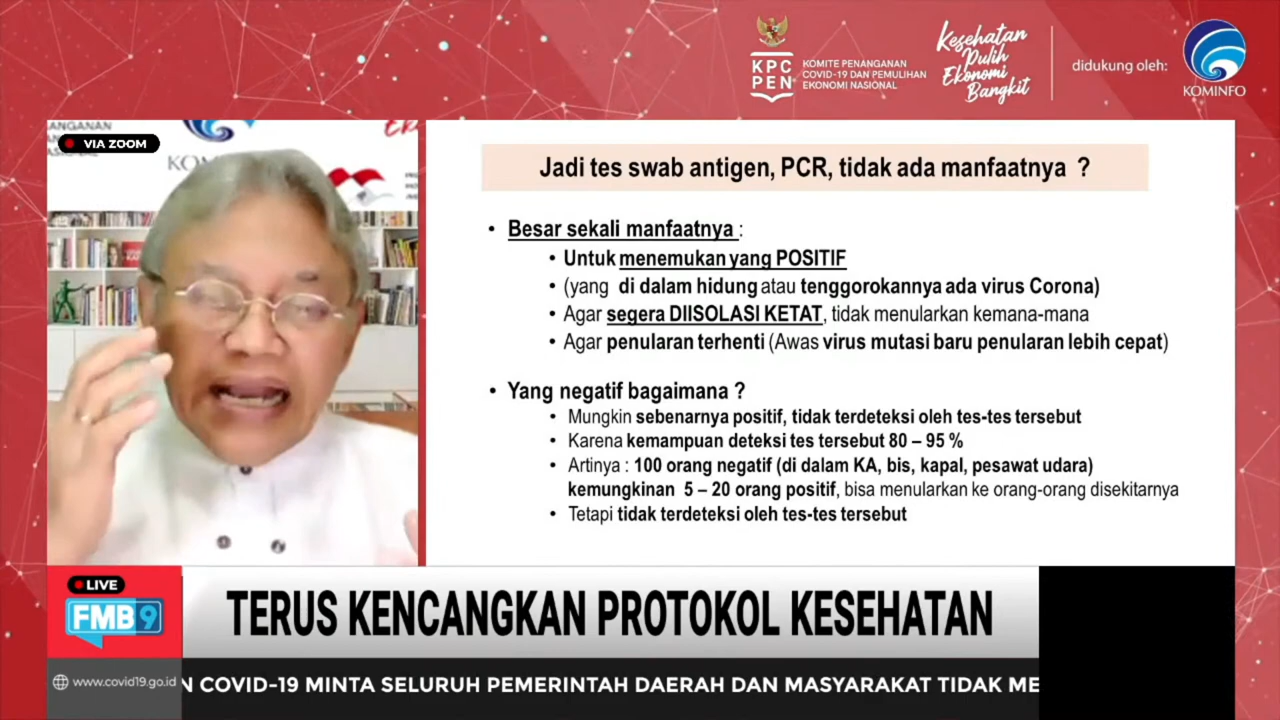 KPC
PEN
KOMITE PENANGANAN
COVID-19 DAN PEMULIHAN
EKONOMI NASIONAL
Kesehatan
Pulih
Ekonomi
Bangkit
didukung oleh:
KOMINFO
VIA ZOOM
Jadi tes swab antigen, PCR, tidak ada manfaatnya ?
• Besar sekali manfaatnya :
• Untuk menemukan yang POSITIF
• (yang di dalam hidung atau tenggorokannya ada virus Corona)
• Agar segera DIISOLASI KETAT, tidak menularkan kemana-mana
• Agar penularan terhenti (Awas virus mutasi baru penularan lebih cepat)
• Yang negatif bagaimana ?
• Mungkin sebenarnya positif, tidak terdeteksi oleh tes-tes tersebut
• Karena kemampuan deteksi tes tersebut 80 – 95 %
• Artinya : 100 orang negatif (di dalam KA, bis, kapal, pesawat udara)
kemungkinan 5 – 20 orang positif, bisa menularkan ke orang-orang disekitarnya
• Tetapi tidak terdeteksi oleh tes-tes tersebut
LIVE
FMB9
TERUS KENCANGKAN PROTOKOL KESEHATAN
www.covid19.go.id
N COVID-19 MINTA SELURUH PEMERINTAH DAERAH DAN MASYARAKAT TIDAK ME